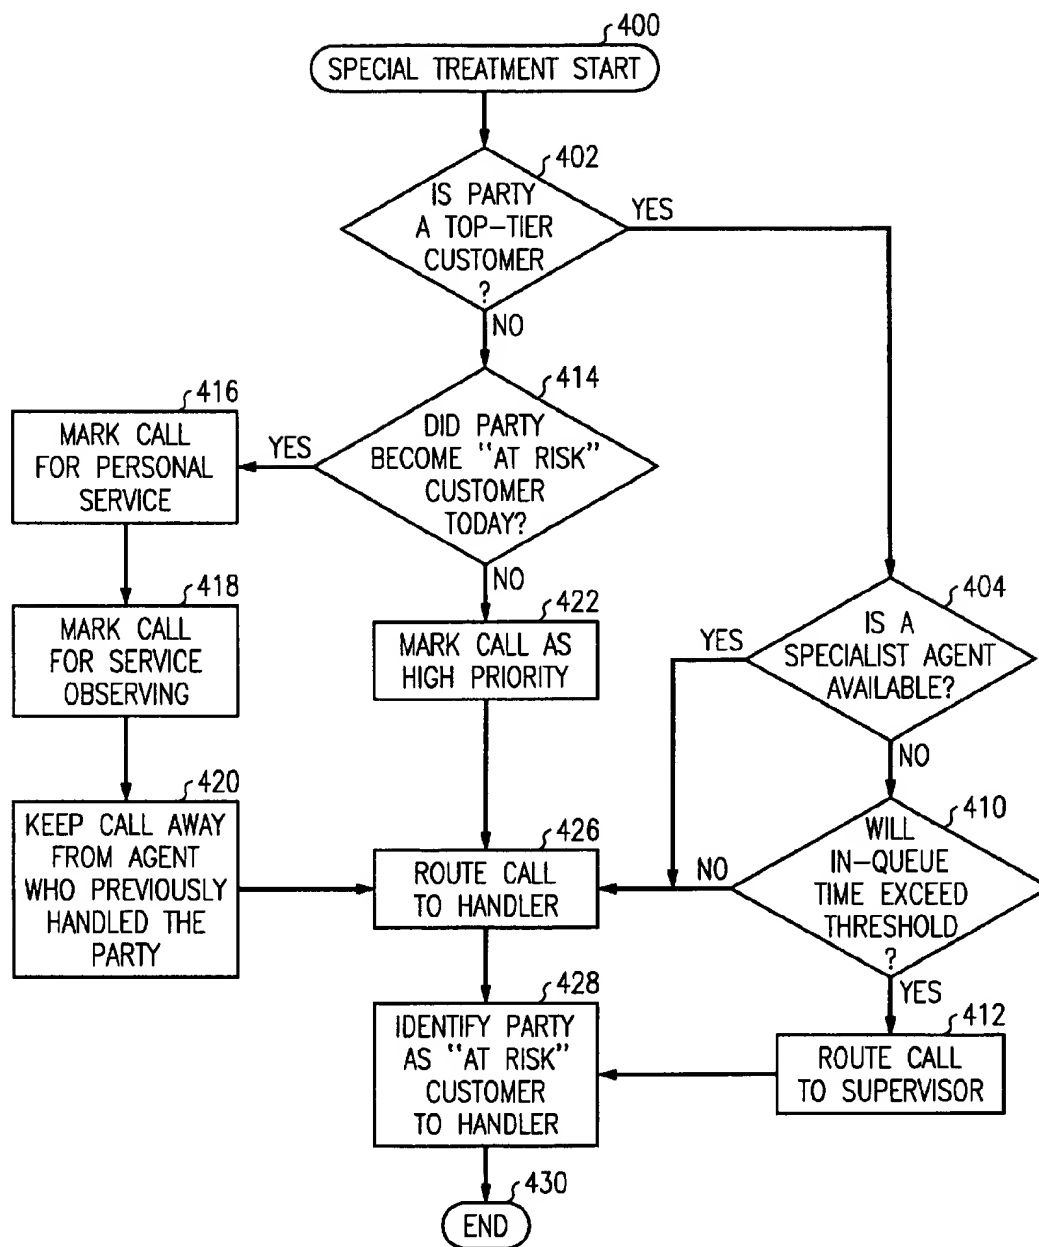 400
SPECIAL TREATMENT START
402
IS PARTY
A TOP-TIER
CUSTOMER
?
YES
NO
414
DID PARTY
BECOME "AT RISK"
CUSTOMER
TODAY?
YES
NO
416
MARK CALL
FOR PERSONAL
SERVICE
418
MARK CALL
FOR SERVICE
OBSERVING
420
KEEP CALL AWAY
FROM AGENT
WHO PREVIOUSLY
HANDLED THE
PARTY
422
MARK CALL AS
HIGH PRIORITY
404
IS A
SPECIALIST AGENT
AVAILABLE?
YES
NO
410
WILL
IN-QUEUE
TIME EXCEED
THRESHOLD
?
NO
YES
426
ROUTE CALL
TO HANDLER
412
ROUTE CALL
TO SUPERVISOR
428
IDENTIFY PARTY
AS "AT RISK"
CUSTOMER
TO HANDLER
430
END